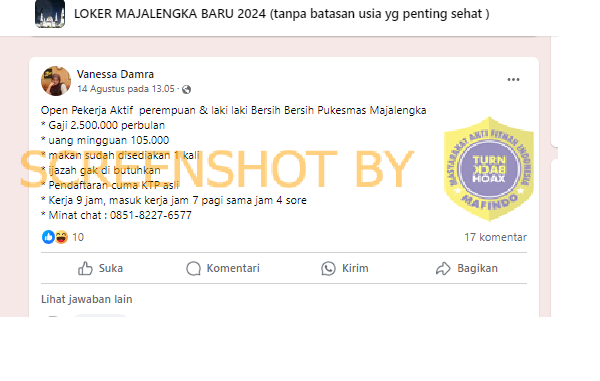 LOKER MAJALENGKA BARU 2024 (tanpa batasan usia yg penting sehat )
Vanessa Damra
14 Agustus pada 13.05 ·
Open Pekerja Aktif perempuan & laki laki Bersih Bersih Pukesmas Majalengka
* Gaji 2.500.000 perbulan
* uang mingguan 105.000
* makan sudah disediakan 1 kali
* ijazah gak di butuhkan
* Pendaftaran cuma KTP asli
* Kerja 9 jam, masuk kerja jam 7 pagi sama jam 4 sore
* Minat chat : 0851-8227-6577
SCREENSHOT BY
MASYARAKAT ANTI FITNAH INDONESIA
TURN
BACK
HOAX
MAFINDO
10
17 komentar
Suka
Komentari
Kirim
Bagikan
Lihat jawaban lain